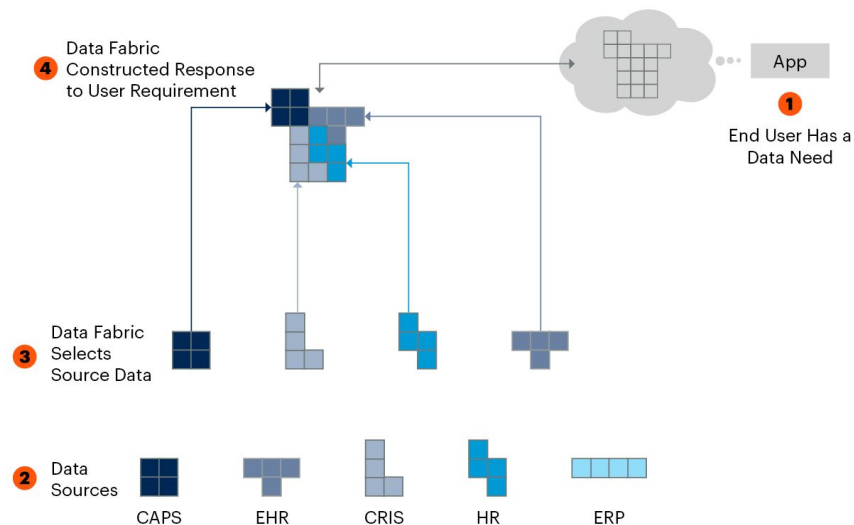 4
Data Fabric
Constructed Response
to User Requirement
App
1
End User Has a
Data Need
3
Data Fabric
Selects
Source Data
2
Data
Sources
CAPS
EHR
CRIS
HR
ERP